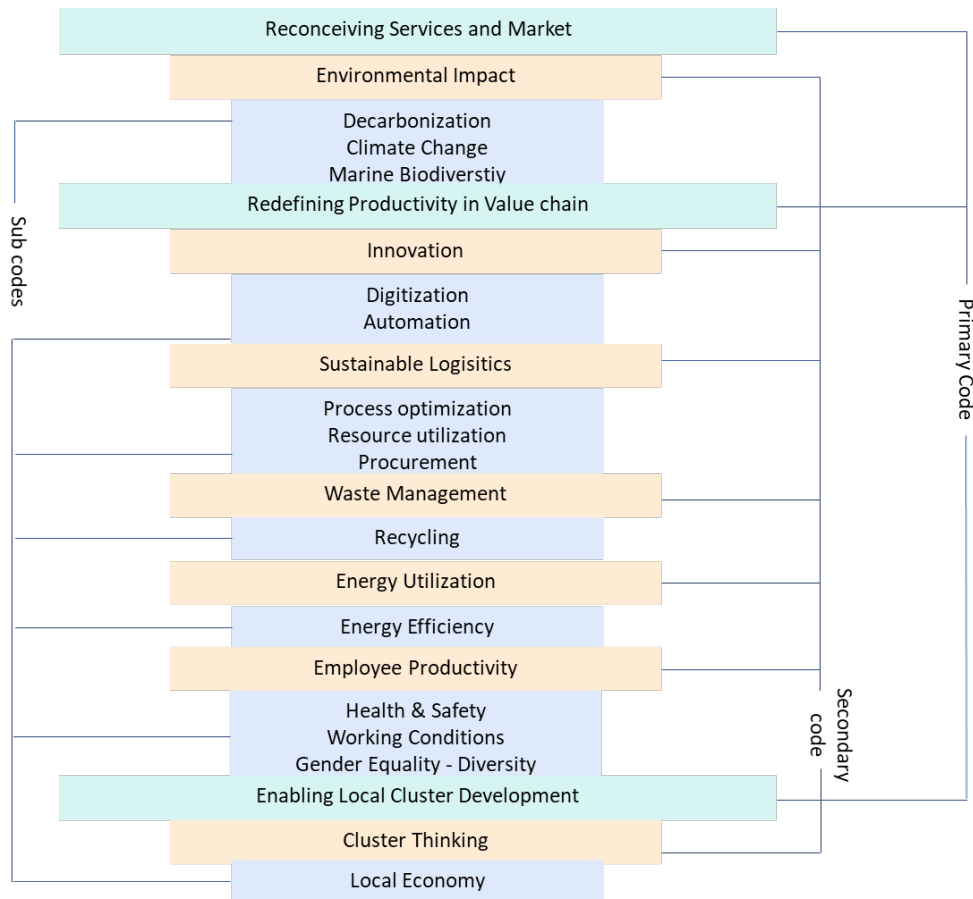 Reconceiving Services and Market
Environmental Impact
Decarbonization
Climate Change
Marine Biodiverstiy
Redefining Productivity in Value chain
Innovation
Digitization
Automation
Sustainable Logisitics
Process optimization
Resource utilization
Procurement
Waste Management
Recycling
Energy Utilization
Energy Efficiency
Employee Productivity
Health & Safety
Working Conditions
Gender Equality - Diversity
Enabling Local Cluster Development
Cluster Thinking
Local Economy
Sub codes
Secondary
code
Primary Code